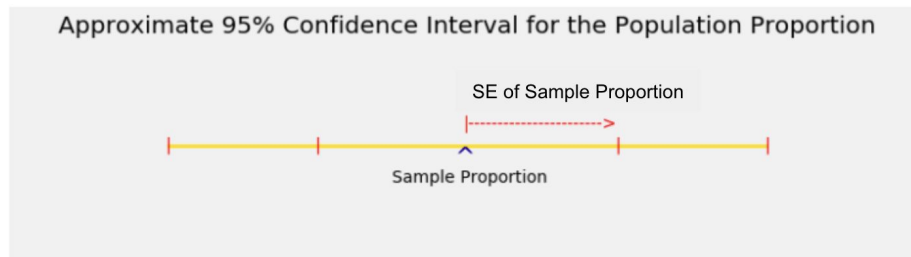 Approximate 95% Confidence Interval for the Population Proportion
SE of Sample Proportion
Sample Proportion